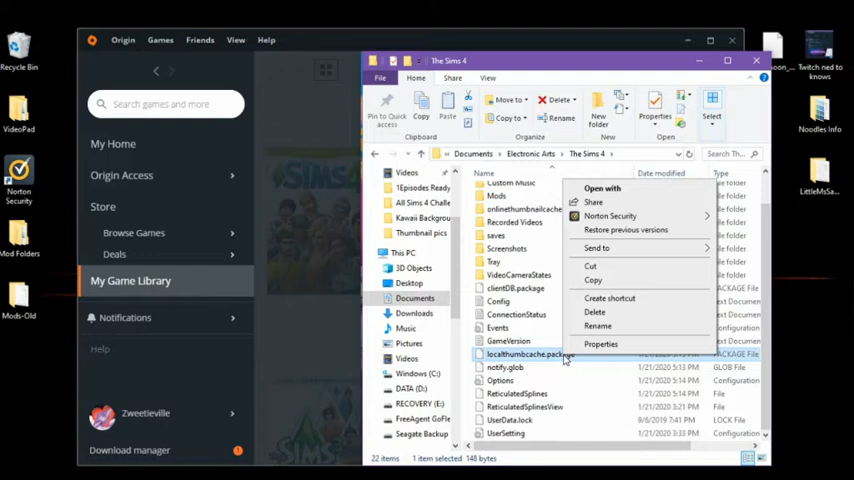 Recycle Bin
VideoPad
Norton
Security
Mod Folders
Mods-Old
Origin Games Friends View Help
Search games and more
My Home
Origin Access
Store
Browse Games
Deals
My Game Library
Notifications
Help
Zweetieville
Download manager
The Sims 4
File Home Share View
Pin to Quick
access
Copy
Paste
Clipboard
Move to
Copy to
Delete
Rename
Organize
New
folder
New
Properties
Open
Select
Documents Electronic Arts The Sims 4
Search Th...
Videos
1Episodes Ready
All Sims 4 Challe
Kawaii Backgrou
Thumbnail pics
This PC
3D Objects
Desktop
Documents
Downloads
Music
Pictures
Videos
Windows (C:)
DATA (D:)
RECOVERY (E:)
FreeAgent GoFle
Seagate Backup
Name
Date modified
Custom Music
Mods
onlinethumbnailcache
Recorded Videos
saves
Screenshots
Tray
VideoCameraStates
clientDB.package
Config
ConnectionStatus
Events
GameVersion
localthumbcache.package
notify.glob 1/21/2020 5:13 PM GLOB File
Options 1/21/2020 5:14 PM Configuration
ReticulatedSplines 1/21/2020 5:13 PM File
ReticulatedSplinesView 1/21/2020 3:21 PM File
UserData.lock 9/6/2019 7:41 PM LOCK File
UserSetting 1/21/2020 3:33 PM Configuration
Open with
Share
Norton Security
Restore previous versions
Send to
Cut
Copy
Create shortcut
Delete
Rename
Properties
22 items 1 item selected 148 bytes
Twitch ned to
knows
Noodles Info
LittleMsSa...